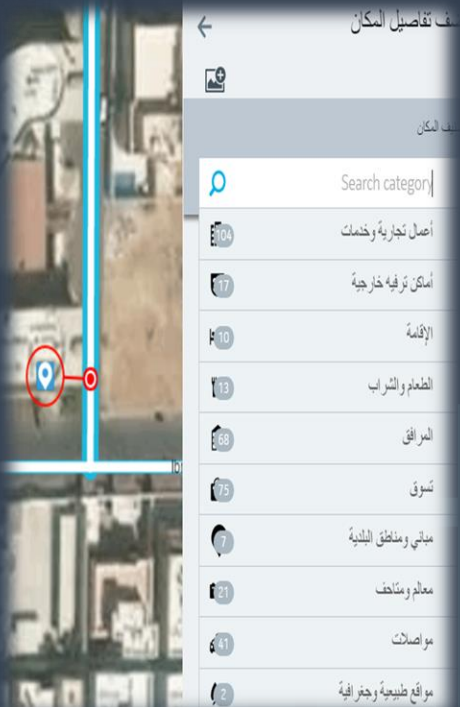 تفاصيل المكان
المكان
Search category
أعمال تجارية وخدمات
104
أماكن ترفيه خارجية
17
الإقامة
10
الطعام والشراب
13
المرافق
68
تسوق
75
مباني ومناطق البلدية
7
معالم ومتاحف
21
مواصلات
41
مواقع طبيعية وجغرافية
2